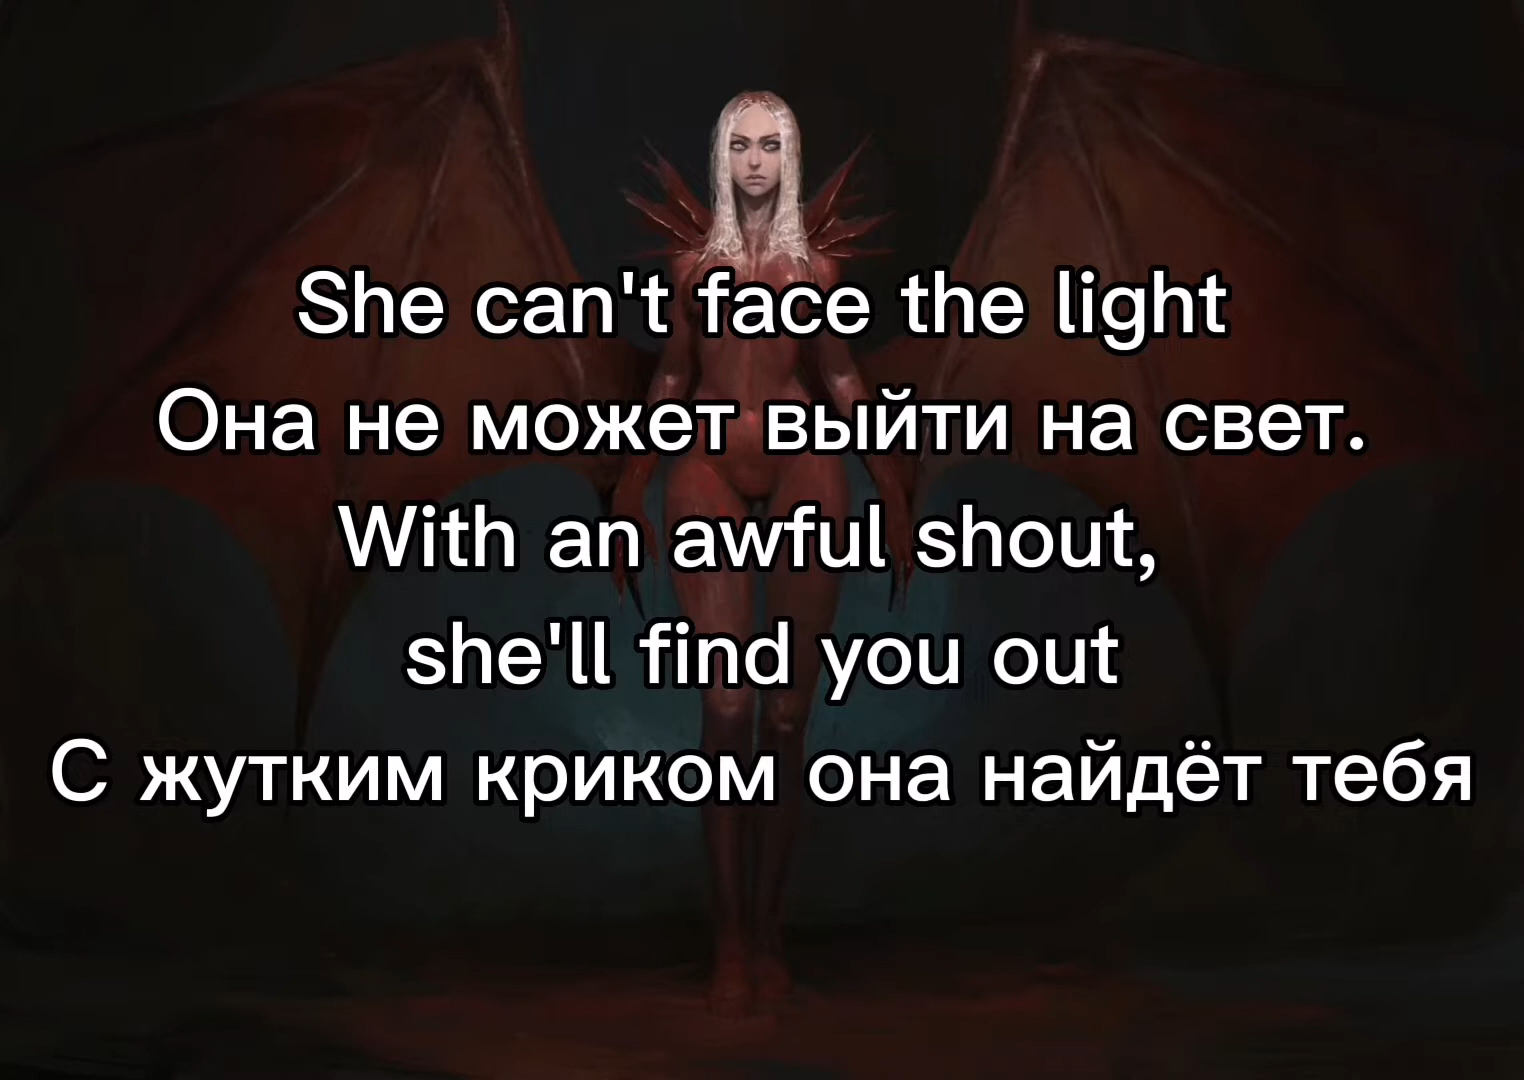 She can't face the light
Она не может выйти на свет.
With an awful shout,
she'll find you out
С жутким криком она найдёт тебя